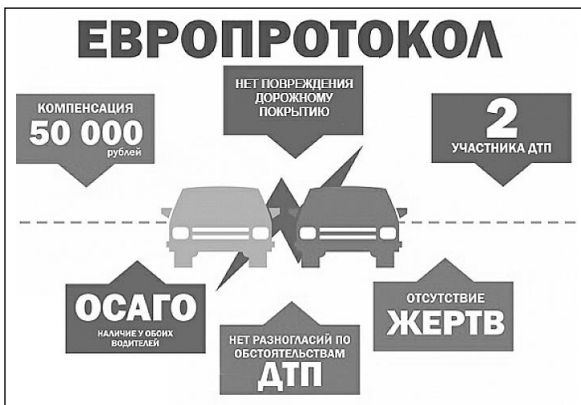 ЕВРОПРОТОКОЛ
КОМПЕНСАЦИЯ
50 000
рублей
НЕТ ПОВРЕЖДЕНИЯ
ДОРОЖНОМУ
ПОКРЫТИЮ
2
УЧАСТНИКА ДТП
ОСАГО
НАЛИЧИЕ У ОБОИХ
ВОДИТЕЛЕЙ
НЕТ РАЗНОГЛАСИЙ ПО
ОБСТОЯТЕЛЬСТВАМ
ДТП
ОТСУТСТВИЕ
ЖЕРТВ